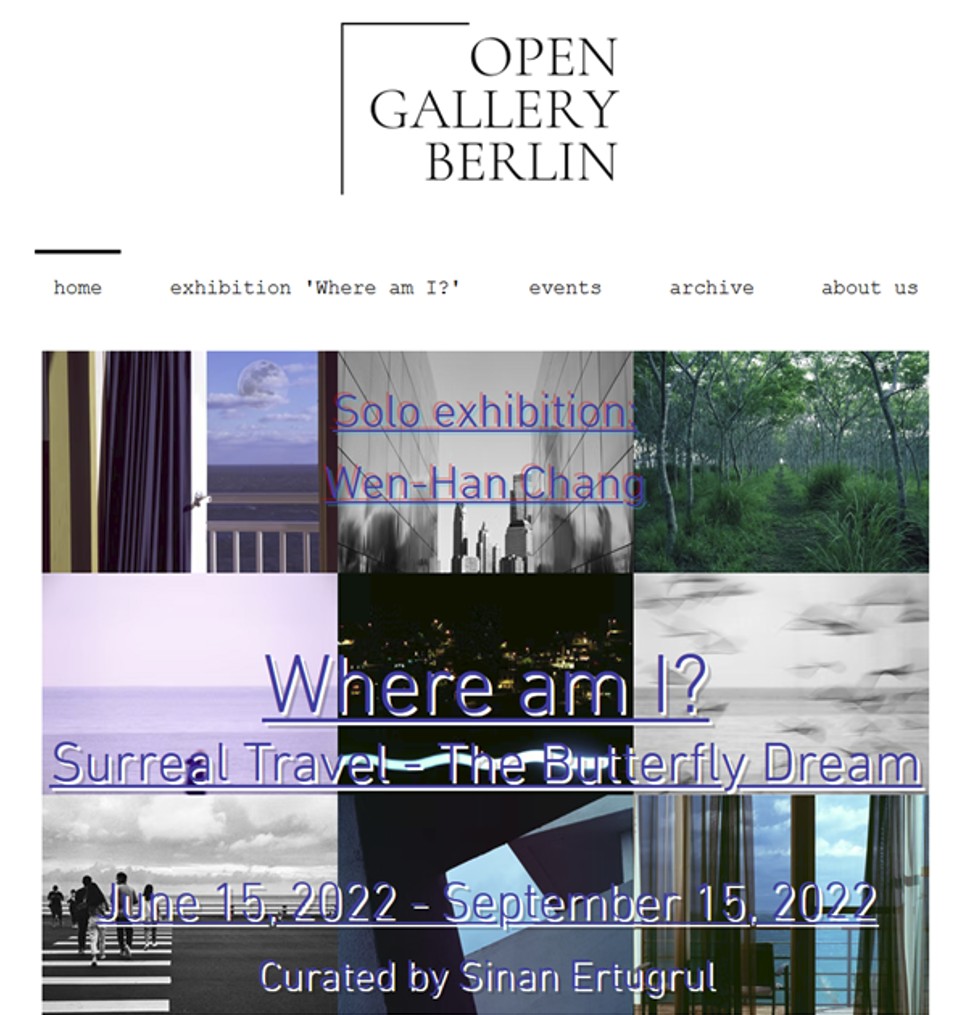 OPEN
GALLERY
BERLIN
home exhibition 'Where am I?' events archive about us
Solo exhibition:
Wen-Han Chang
Where am I?
Surreal Travel - The Butterfly Dream
June 15, 2022 - September 15, 2022
Curated by Sinan Ertugrul